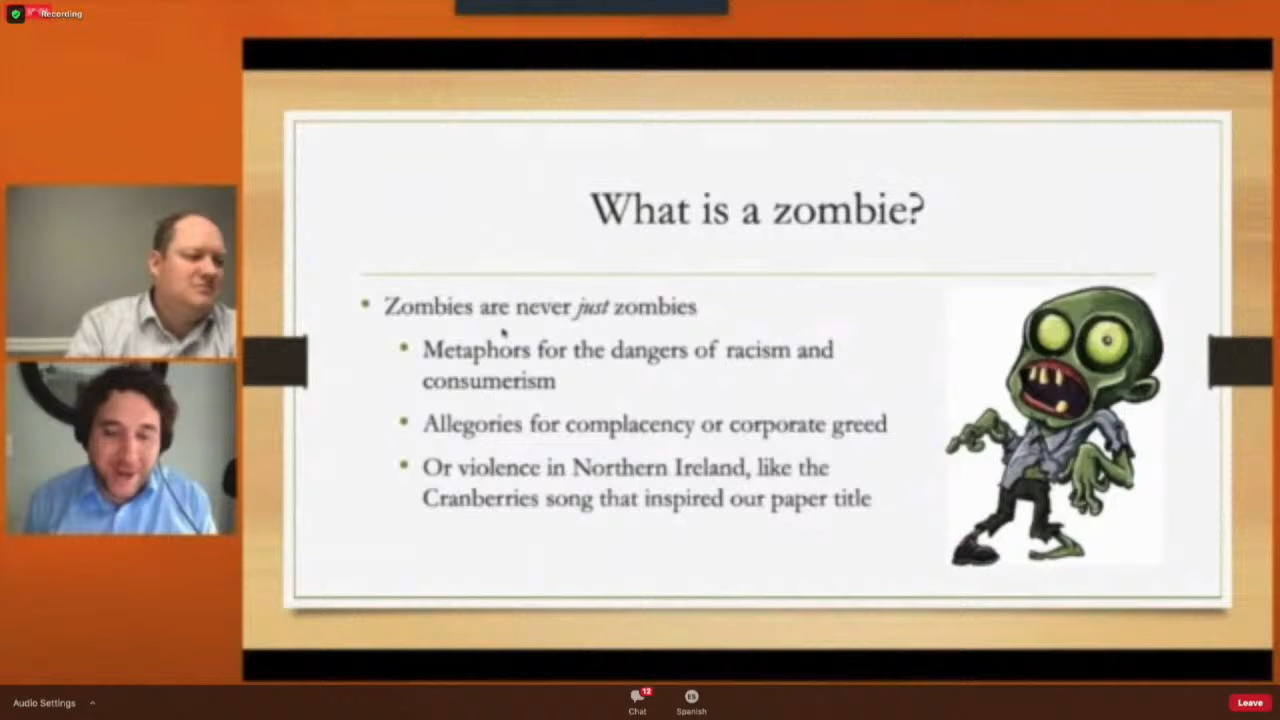 Recording
What is a zombie?
• Zombies are never just zombies
• Metaphors for the dangers of racism and
consumerism
• Allegories for complacency or corporate greed
• Or violence in Northern Ireland, like the
Cranberries song that inspired our paper title
12
ES
Audio Settings
Chat
Spanish
Leave